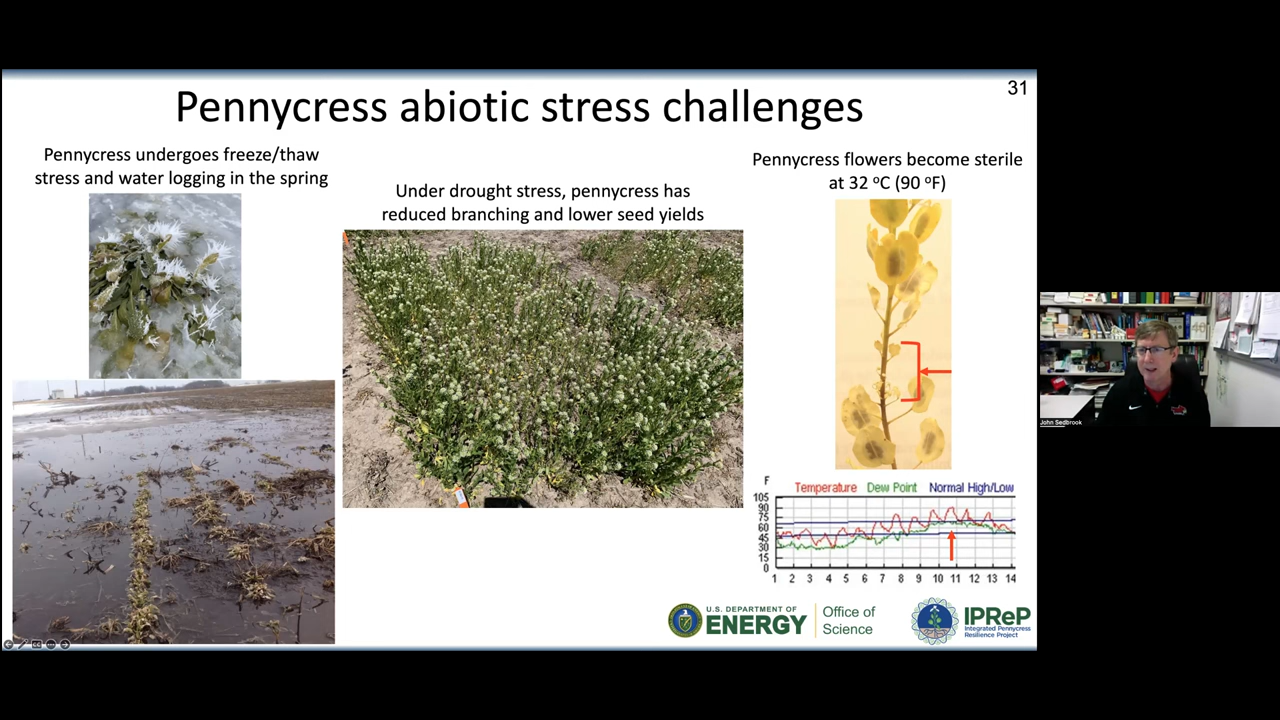 31
Pennycress abiotic stress challenges
Pennycress undergoes freeze/thaw
stress and water logging in the spring
Under drought stress, pennycress has
reduced branching and lower seed yields
Pennycress flowers become sterile
at 32 ºC (90 ºF)
F
Temperature Dew Point Normal High/Low
105
90
75
60
45
30
15
0
1 2 3 4 5 6 7 8 9 10 11 12 13 14
U.S. DEPARTMENT OF
ENERGY
Office of
Science
IPReP
Integrated Pennycress
Resilience Project
John Sedbrook